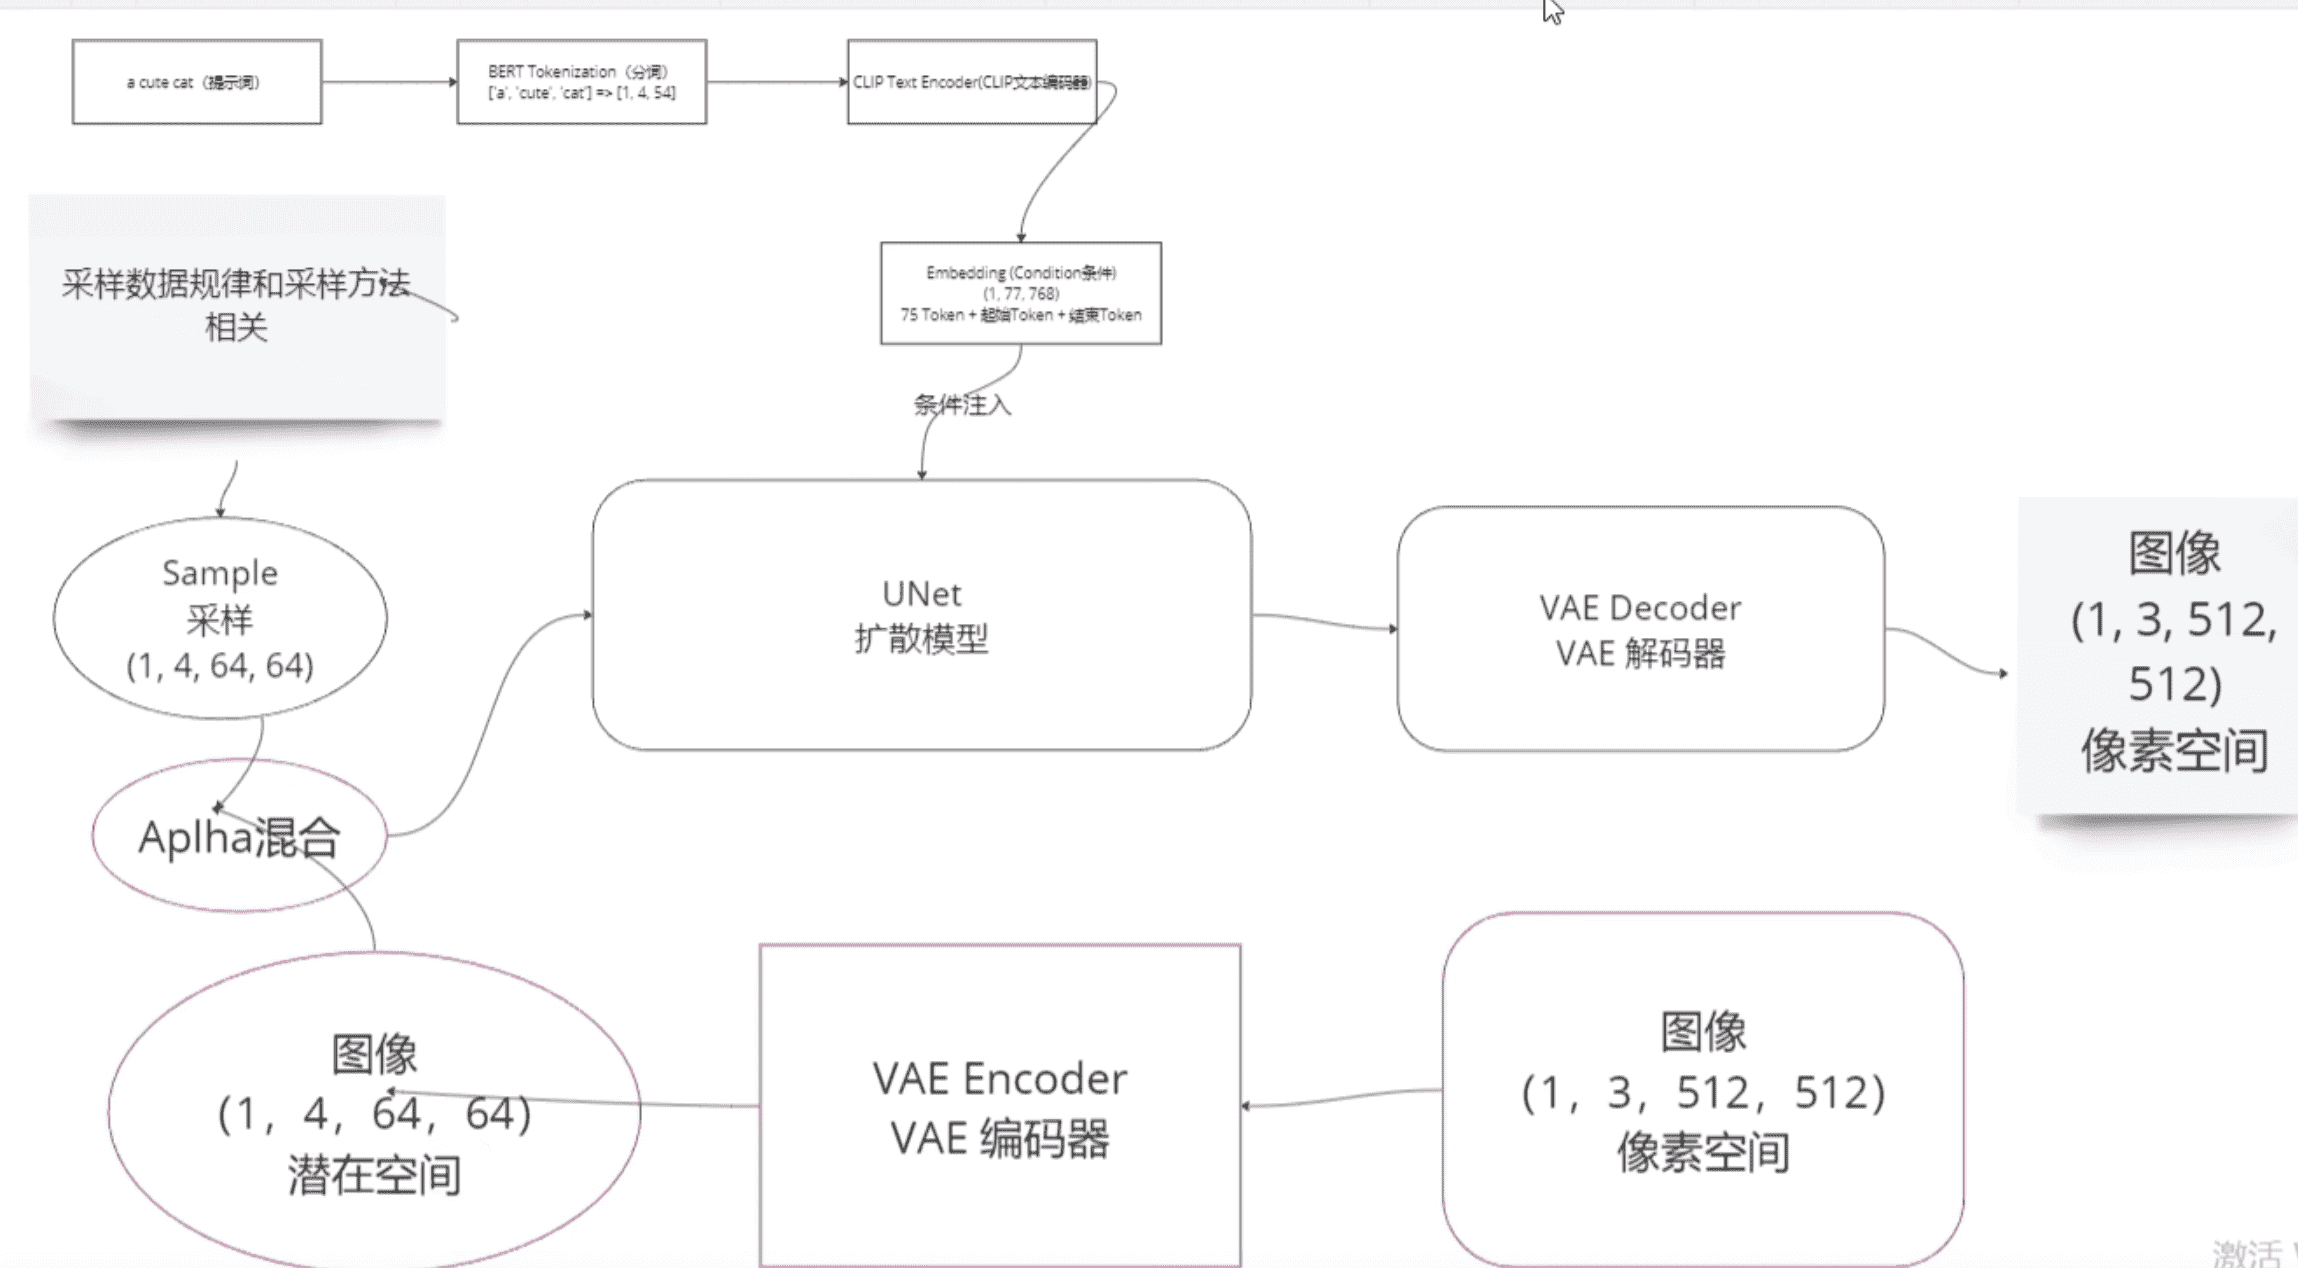 a cute cat（提示词）
BERT Tokenization（分词）
['a', 'cute', 'cat'] => [1, 4, 54]
CLIP Text Encoder(CLIP文本编码器)
采样数据规律和采样方法
相关
Embedding (Condition条件)
(1, 77, 768)
75 Token + 起始Token + 结束Token
条件注入
Sample
采样
(1, 4, 64, 64)
UNet
扩散模型
VAE Decoder
VAE 解码器
图像
(1, 3, 512,
512)
像素空间
Aplha混合
图像
(1, 4, 64, 64)
潜在空间
VAE Encoder
VAE 编码器
图像
(1, 3, 512, 512)
像素空间
激活